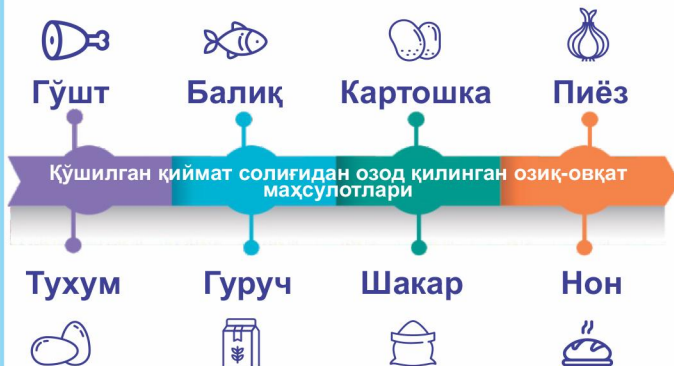 Гўшт Балиқ Картошка Пиёз
Қўшилган қиймат солиғидан озод қилинган озиқ-овқат
маҳсулотлари
Тухум Гуруч Шакар Нон